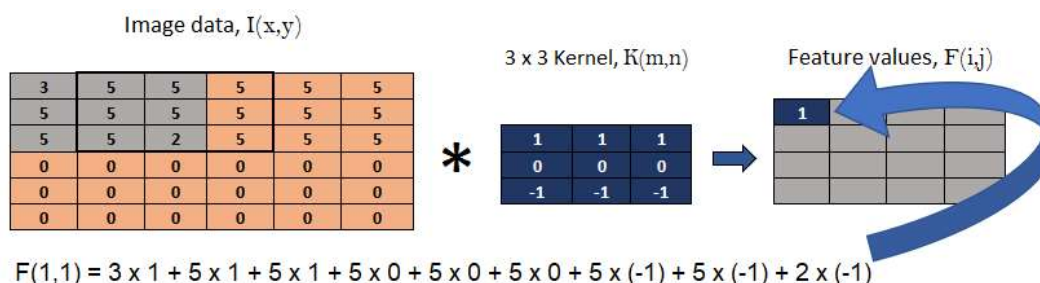 Image data, I(x,y)
3 x 3 Kernel, K(m,n)
Feature values, F(i,j)
3 5 5 5 5 5
5 5 5 5 5 5
5 5 2 5 5 5
0 0 0 0 0 0
0 0 0 0 0 0
0 0 0 0 0 0
*
1 1 1
0 0 0
-1 -1 -1
1
F(1,1) = 3 x 1 + 5 x 1 + 5 x 1 + 5 x 0 + 5 x 0 + 5 x 0 + 5 x (-1) + 5 x (-1) + 2 x (-1)